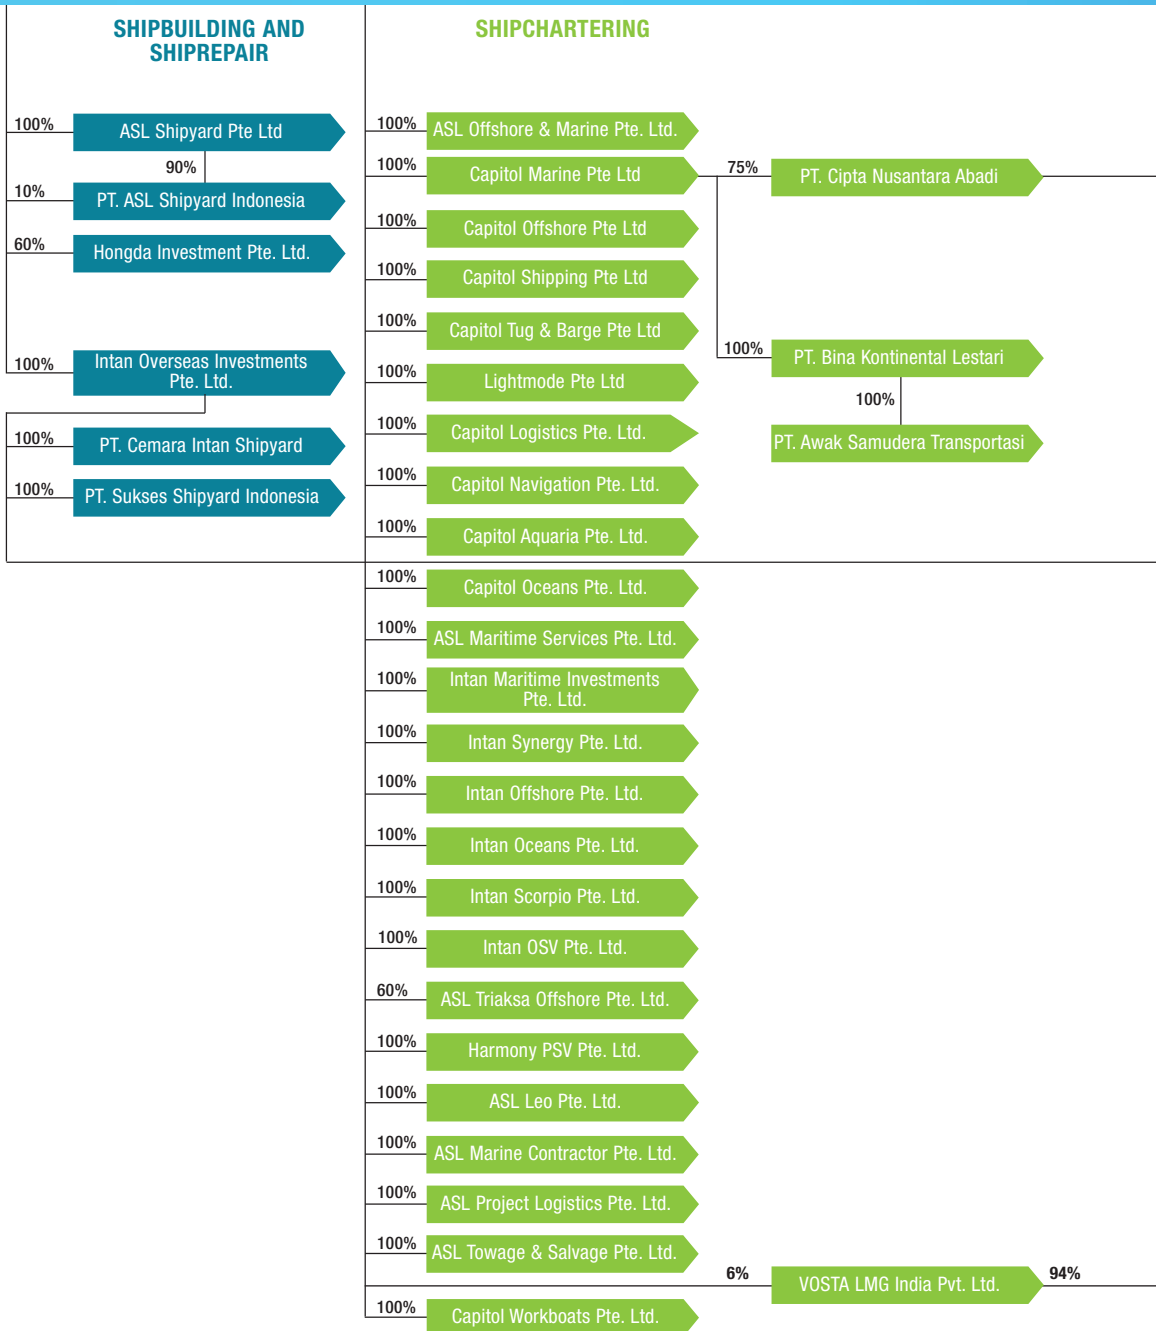 SHIPBUILDING AND
SHIPREPAIR
100%
ASL Shipyard Pte Ltd
90%
10%
PT. ASL Shipyard Indonesia
60%
Hongda Investment Pte. Ltd.
100%
Intan Overseas Investments
Pte. Ltd.
100%
PT. Cemara Intan Shipyard
100%
PT. Sukses Shipyard Indonesia
SHIPCHARTERING
100%
ASL Offshore & Marine Pte. Ltd.
100%
Capitol Marine Pte Ltd
75%
PT. Cipta Nusantara Abadi
100%
Capitol Offshore Pte Ltd
100%
Capitol Shipping Pte Ltd
100%
Capitol Tug & Barge Pte Ltd
100%
PT. Bina Kontinental Lestari
100%
Lightmode Pte Ltd
100%
100%
Capitol Logistics Pte. Ltd.
PT. Awak Samudera Transportasi
100%
Capitol Navigation Pte. Ltd.
100%
Capitol Aquaria Pte. Ltd.
100%
Capitol Oceans Pte. Ltd.
100%
ASL Maritime Services Pte. Ltd.
100%
Intan Maritime Investments
Pte. Ltd.
100%
Intan Synergy Pte. Ltd.
100%
Intan Offshore Pte. Ltd.
100%
Intan Oceans Pte. Ltd.
100%
Intan Scorpio Pte. Ltd.
100%
Intan OSV Pte. Ltd.
60%
ASL Triaksa Offshore Pte. Ltd.
100%
Harmony PSV Pte. Ltd.
100%
ASL Leo Pte. Ltd.
100%
ASL Marine Contractor Pte. Ltd.
100%
ASL Project Logistics Pte. Ltd.
100%
ASL Towage & Salvage Pte. Ltd.
6%
VOSTA LMG India Pvt. Ltd.
94%
100%
Capitol Workboats Pte. Ltd.